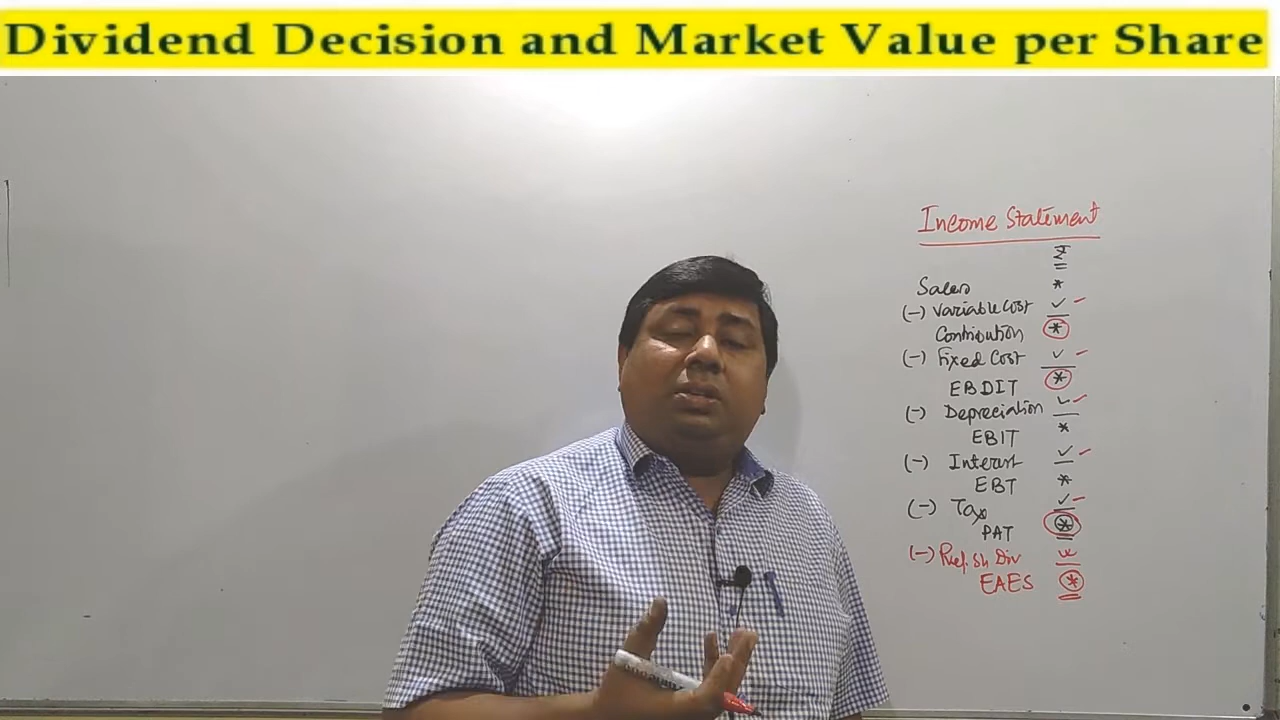 Dividend Decision and Market Value per Share
Income Statement
₹
Sales *
(-) Variable Cost ✓
Contribution *
(-) Fixed Cost ✓
EBDIT *
(-) Depreciation ✓
EBIT *
(-) Interest ✓
EBT *
(-) Tax ✓
PAT *
(-) Pref. Sh Div
EAES *